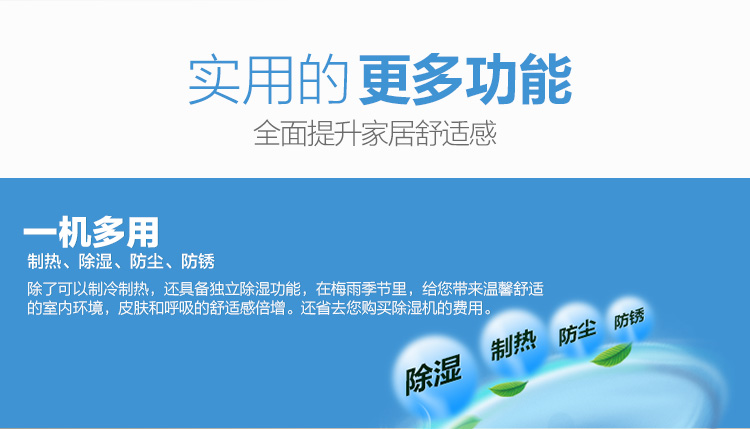 实用的更多功能
全面提升家居舒适感
一机多用
制热、除湿、防尘、防锈
除了可以制冷制热，还具备独立除湿功能，在梅雨季节里，给您带来温馨舒适
的室内环境，皮肤和呼吸的舒适感倍增。还省去您购买除湿机的费用。
除湿
制热
防尘
防锈